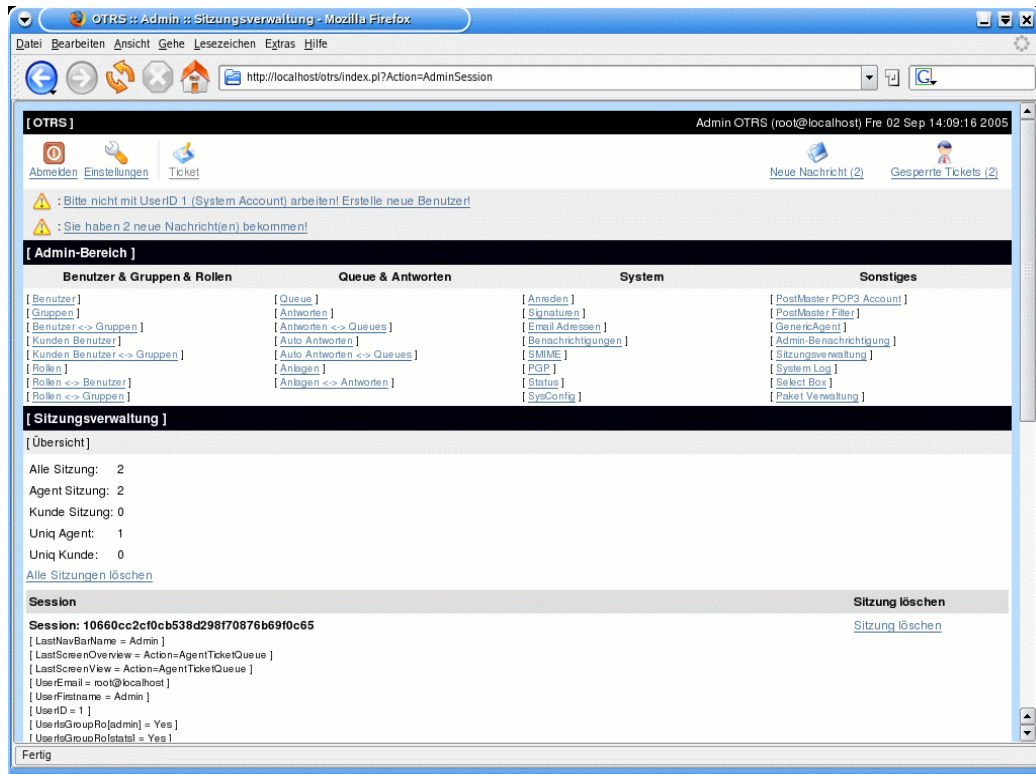 OTRS :: Admin :: Sitzungsverwaltung - Mozilla Firefox
Datei Bearbeiten Ansicht Gehe Lesezeichen Extras Hilfe
http://localhost/otrs/index.pl?Action=AdminSession
[ OTRS ] Admin OTRS (root@localhost) Fre 02 Sep 14:09:16 2005
Abmelden Einstellungen Ticket Neue Nachricht (2) Gesperrte Tickets (2)
: Bitte nicht mit UserID 1 (System Account) arbeiten! Erstelle neue Benutzer!
: Sie haben 2 neue Nachricht(en) bekommen!
[ Admin-Bereich ]
Benutzer & Gruppen & Rollen Queue & Antworten System Sonstiges
[ Benutzer ] [ Queue ] [ Anreden ] [ PostMaster POP3 Account ]
[ Gruppen ] [ Antworten ] [ Signaturen ] [ PostMaster Filter ]
[ Benutzer <-> Gruppen ] [ Antworten <-> Queues ] [ Email Adressen ] [ GenericAgent ]
[ Kunden Benutzer ] [ Auto Antworten ] [ Benachrichtigungen ] [ Admin-Benachrichtigung ]
[ Kunden Benutzer <-> Gruppen ] [ Auto Antworten <-> Queues ] [ SMIME ] [ Sitzungsverwaltung ]
[ Rollen ] [ Anlagen ] [ PGP ] [ System Log ]
[ Rollen <-> Benutzer ] [ Anlagen <-> Antworten ] [ Status ] [ Select Box ]
[ Rollen <-> Gruppen ] [ SysConfig ] [ Paket Verwaltung ]
[ Sitzungsverwaltung ]
[ Übersicht ]
Alle Sitzung: 2
Agent Sitzung: 2
Kunde Sitzung: 0
Uniq Agent: 1
Uniq Kunde: 0
Alle Sitzungen löschen
Session Sitzung löschen
Session: 10660cc2cf0cb538d298f70876b69f0c65 Sitzung löschen
[ LastNavBarName = Admin ]
[ LastScreenOverview = Action=AgentTicketQueue ]
[ LastScreenView = Action=AgentTicketQueue ]
[ UserEmail = root@localhost ]
[ UserFirstname = Admin ]
[ UserID = 1 ]
[ UserIsGroupRo[admin] = Yes ]
[ UserIsGroupRo[stats] = Yes ]
Fertig